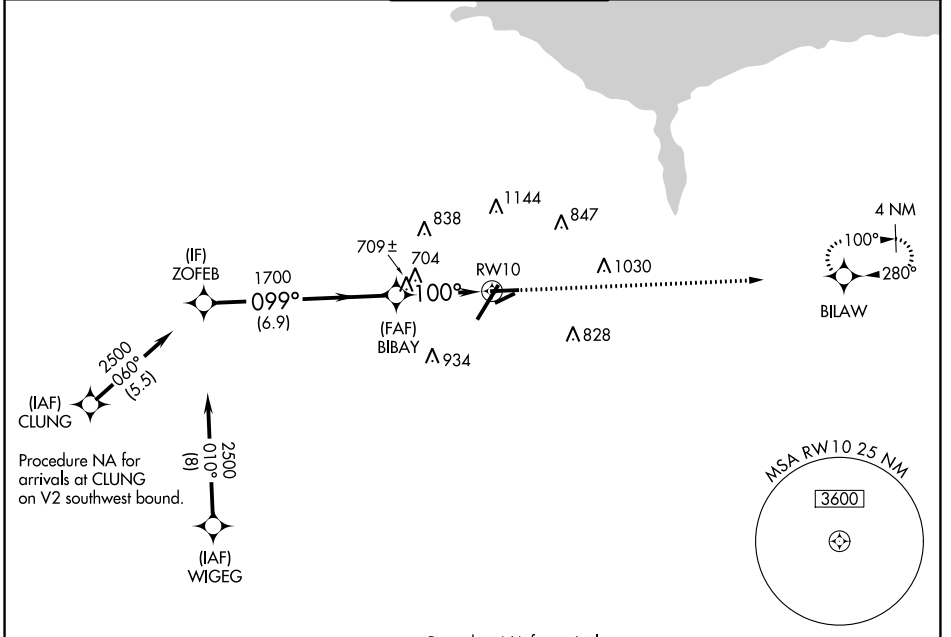 1144
838
847
4 NM
709±
704
100°
(IF)
ZOFEB
1700
RW10
1030
280°
099°
100°
(6.9)
(FAF)
BIBAY
BILAW
828
934
2500
060°
(5.5)
(IAF)
CLUNG
2500
010°
(8)
Procedure NA for
arrivals at CLUNG
on V2 southwest bound.
MSA RW10 25 NM
3600
(IAF)
WIGEG